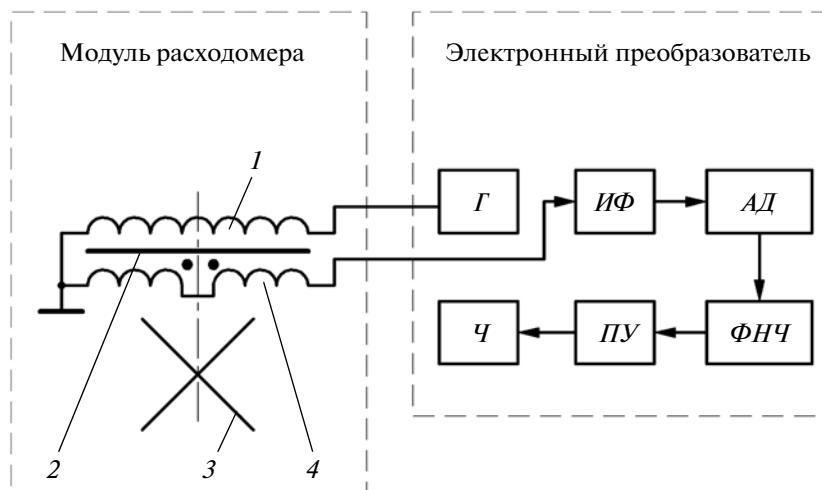 Модуль расходомера
Электронный преобразователь
1
Г
ИФ
АД
Ч
ПУ
ФНЧ
2
3
4